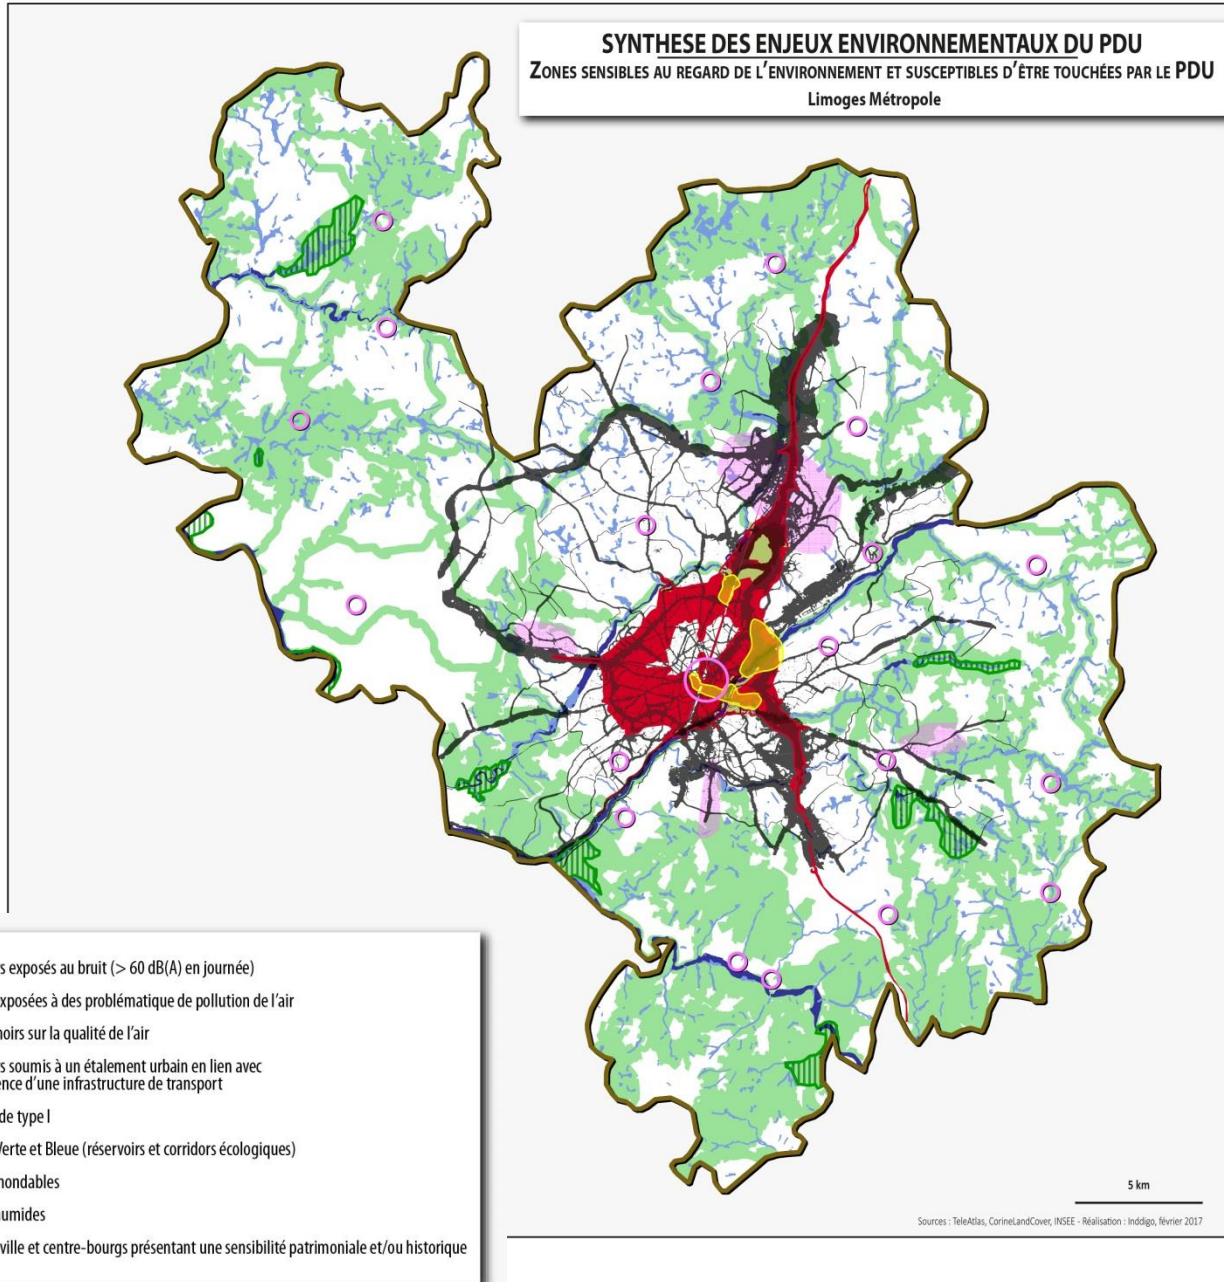 SYNTHESE DES ENJEUX ENVIRONNEMENTAUX DU PDU
ZONES SENSIBLES AU REGARD DE L'ENVIRONNEMENT ET SUSCEPTIBLES D'ÊTRE TOUCHÉES PAR LE PDU
Limoges Métropole
s exposés au bruit (> 60 dB(A) en journée)
xposées à des problématique de pollution de l'air
noirs sur la qualité de l'air
s soumis à un étalement urbain en lien avec
ence d'une infrastructure de transport
de type I
Verte et Bleue (réservoirs et corridors écologiques)
nondables
umides
ville et centre-bourgs présentant une sensibilité patrimoniale et/ou historique
5 km
Sources : TeleAtlas, CorineLandCover, INSEE - Réalisation : Inddigo, février 2017